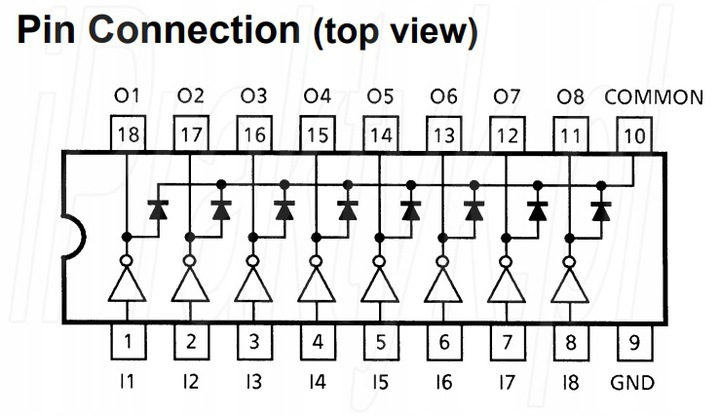 Pin Connection (top view)
O1 O2 O3 O4 O5 O6 O7 O8 COMMON
18 17 16 15 14 13 12 11 10
1 2 3 4 5 6 7 8 9
I1 I2 I3 I4 I5 I6 I7 I8 GND